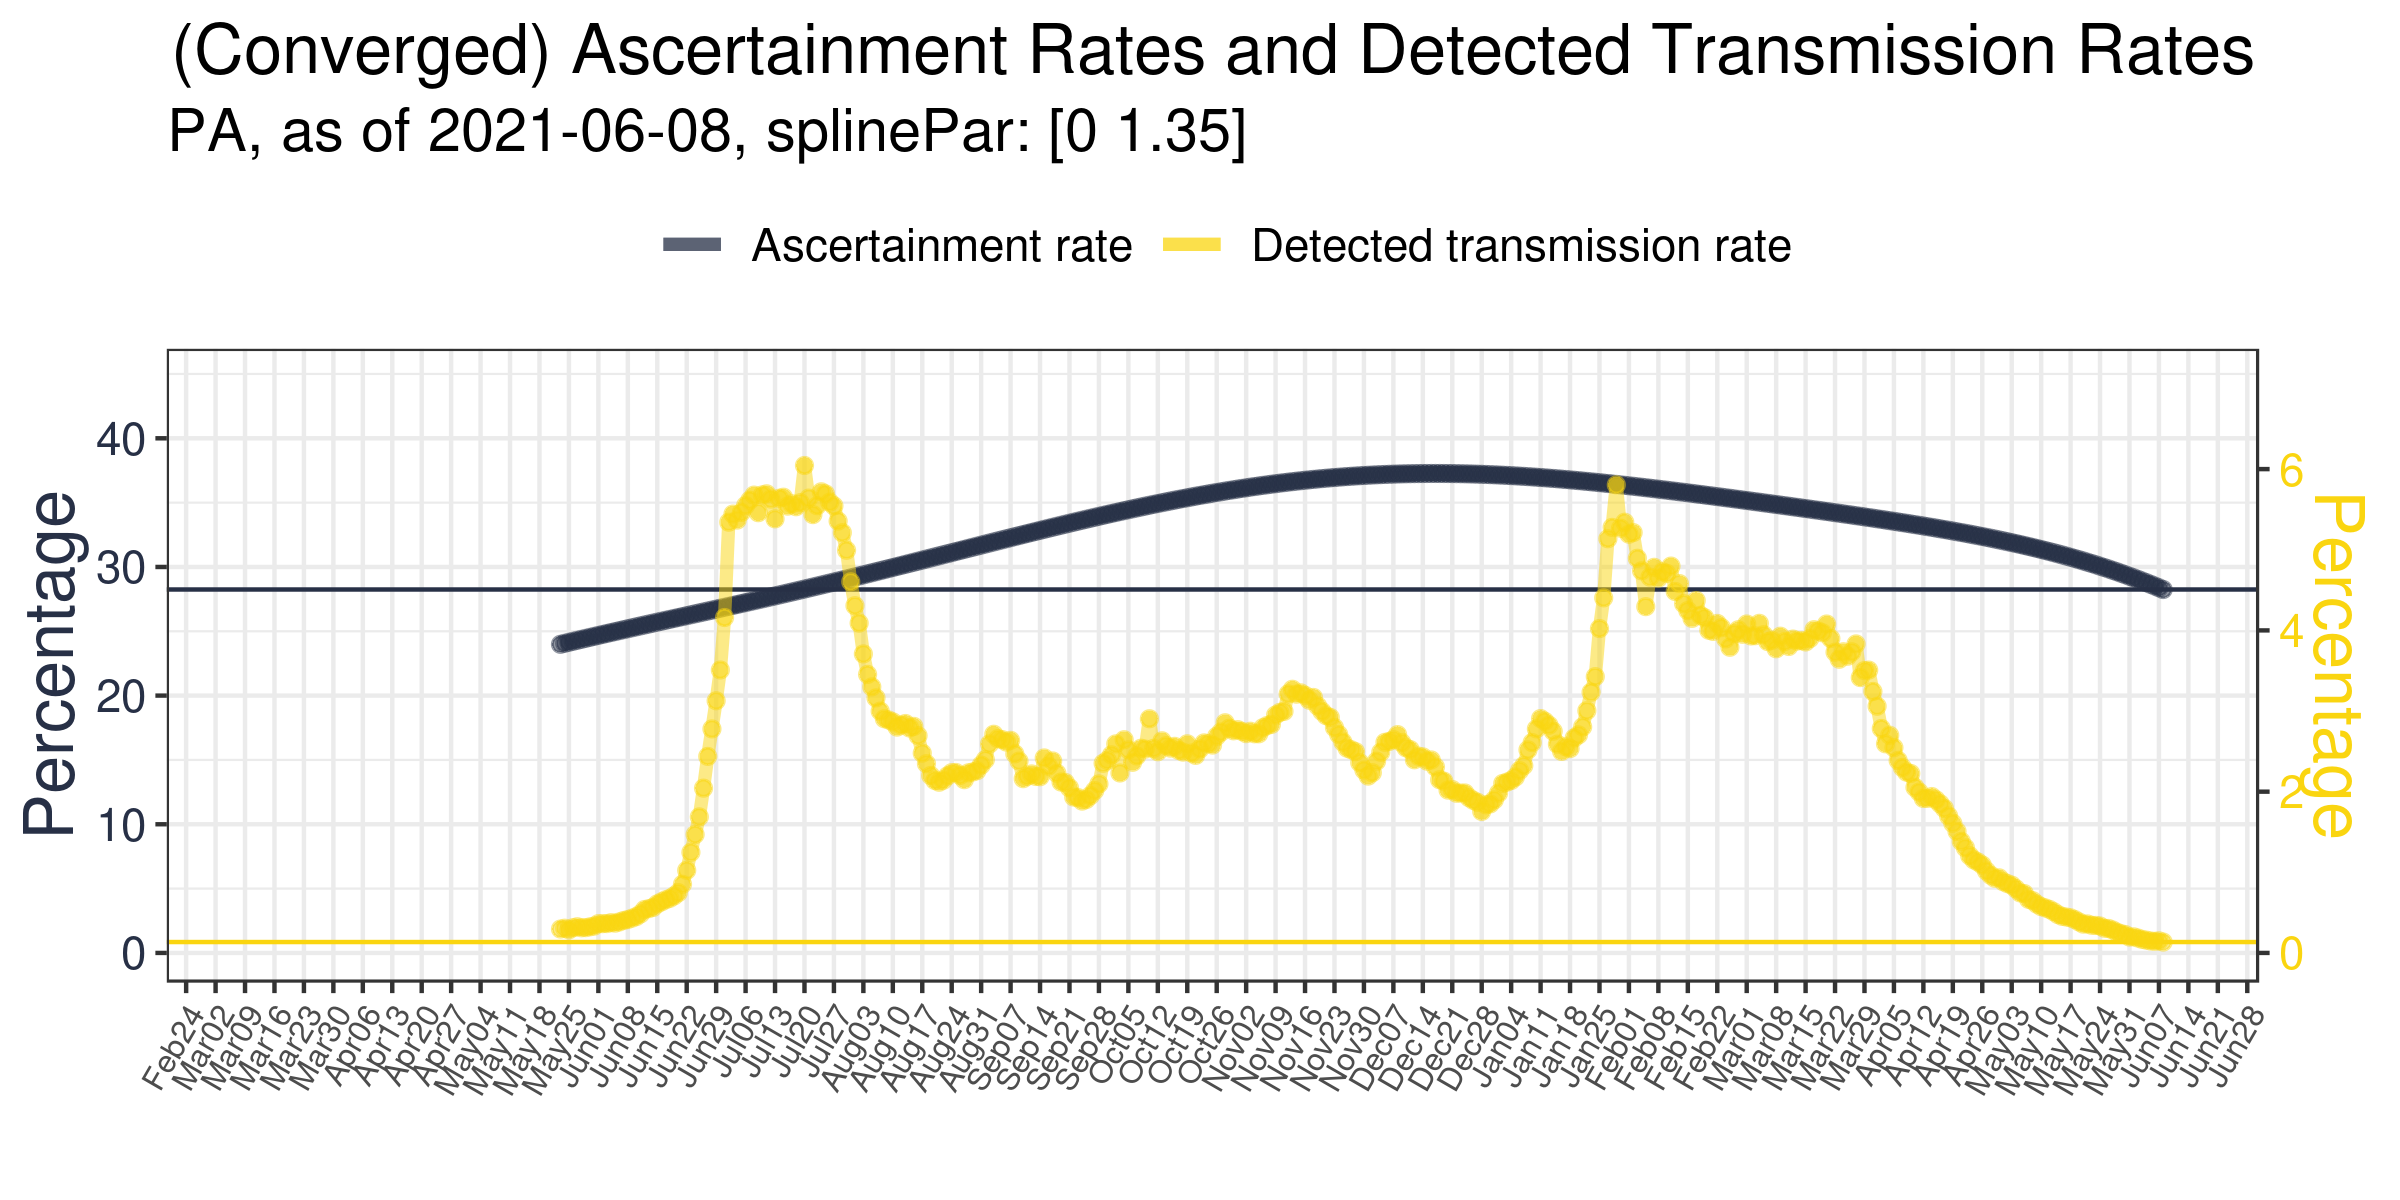 (Converged) Ascertainment Rates and Detected Transmission Rates
PA, as of 2021-06-08, splinePar: [0 1.35]
Ascertainment rate
Detected transmission rate
Percentage
40
30
20
10
0
6
4
2
0
Percentage
Feb24
Mar02
Mar09
Mar16
Mar23
Mar30
Apr06
Apr13
Apr20
Apr27
May04
May11
May18
May25
Jun01
Jun08
Jun15
Jun22
Jun29
Jul06
Jul13
Jul20
Jul27
Aug03
Aug10
Aug17
Aug24
Aug31
Sep07
Sep14
Sep21
Sep28
Oct05
Oct12
Oct19
Oct26
Nov02
Nov09
Nov16
Nov23
Nov30
Dec07
Dec14
Dec21
Dec28
Jan04
Jan11
Jan18
Jan25
Feb01
Feb08
Feb15
Feb22
Mar01
Mar08
Mar15
Mar22
Mar29
Apr05
Apr12
Apr19
Apr26
May03
May10
May17
May24
May31
Jun07
Jun14
Jun21
Jun28